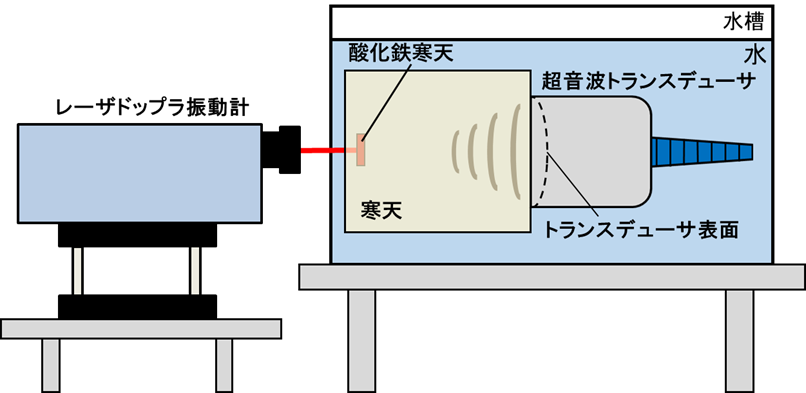 水槽
酸化鉄寒天
水
超音波トランスデューサ
レーザドップラ振動計
寒天
トランスデューサ表面